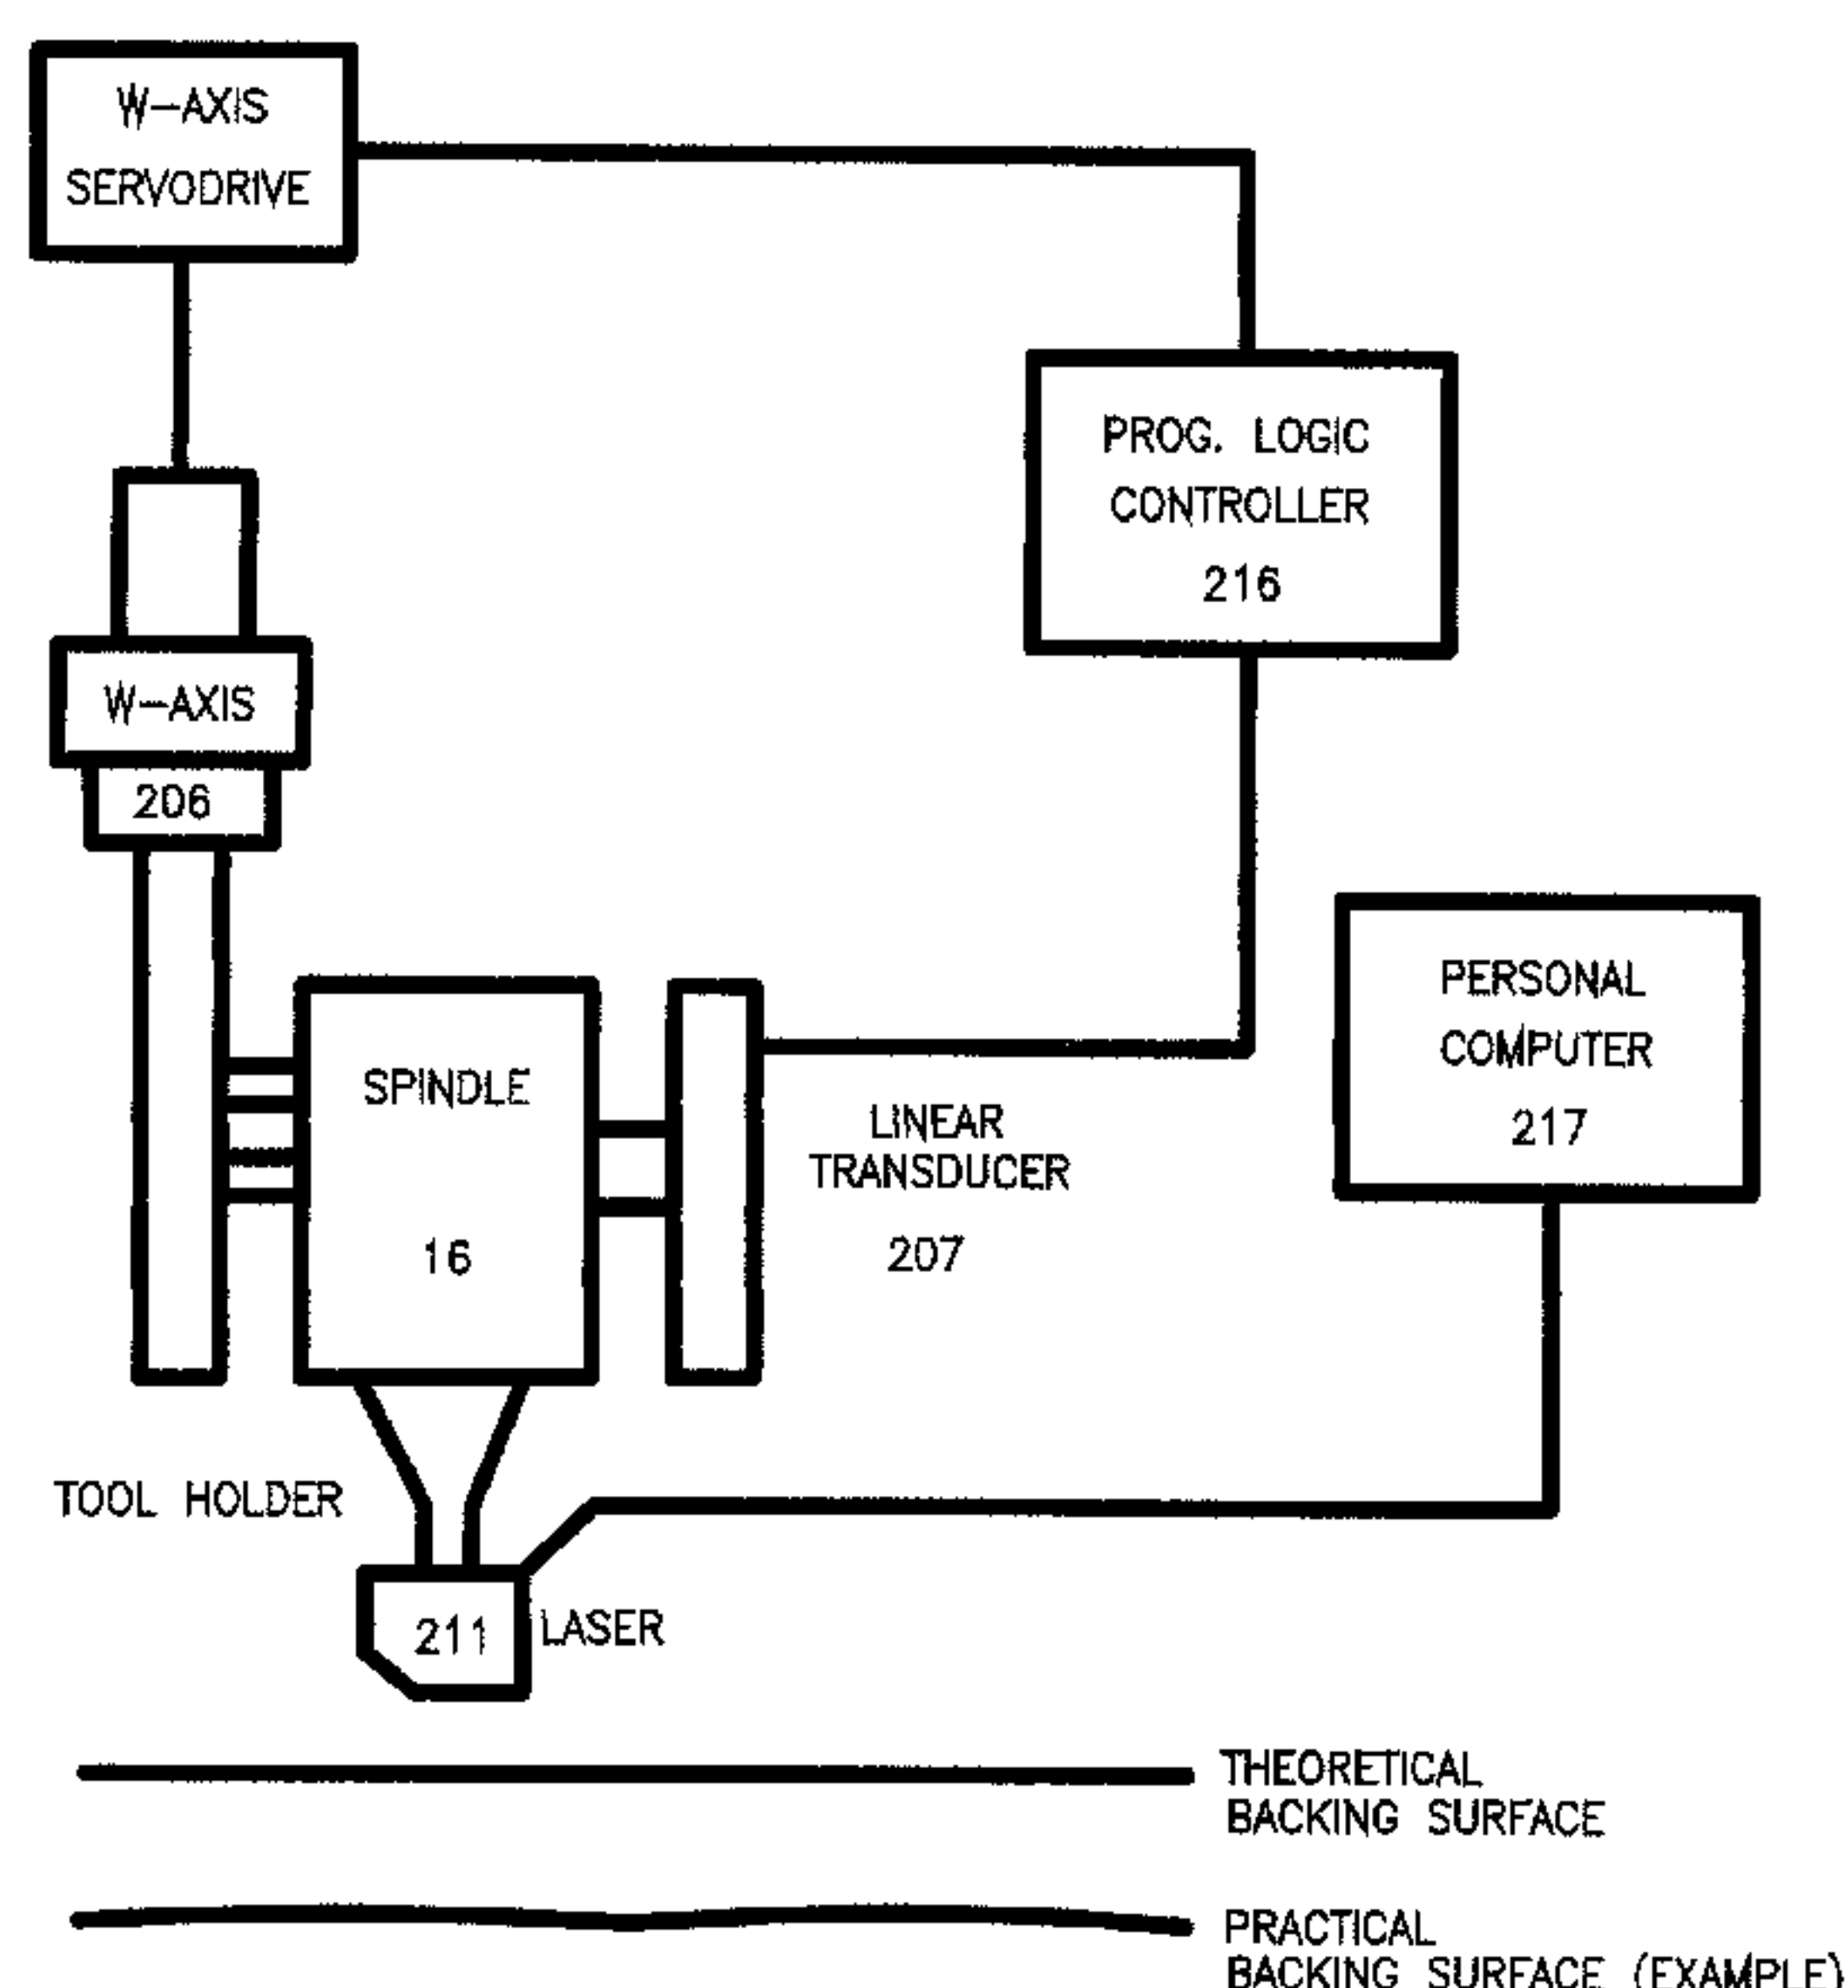 W-AXIS
SERVODRIVE
PROG. LOGIC
CONTROLLER
216
W-AXIS
206
PERSONAL
COMPUTER
217
SPINDLE
16
LINEAR
TRANSDUCER
207
TOOL HOLDER
211
LASER
THEORETICAL
BACKING SURFACE
PRACTICAL
BACKING SURFACE (EXAMPLE)